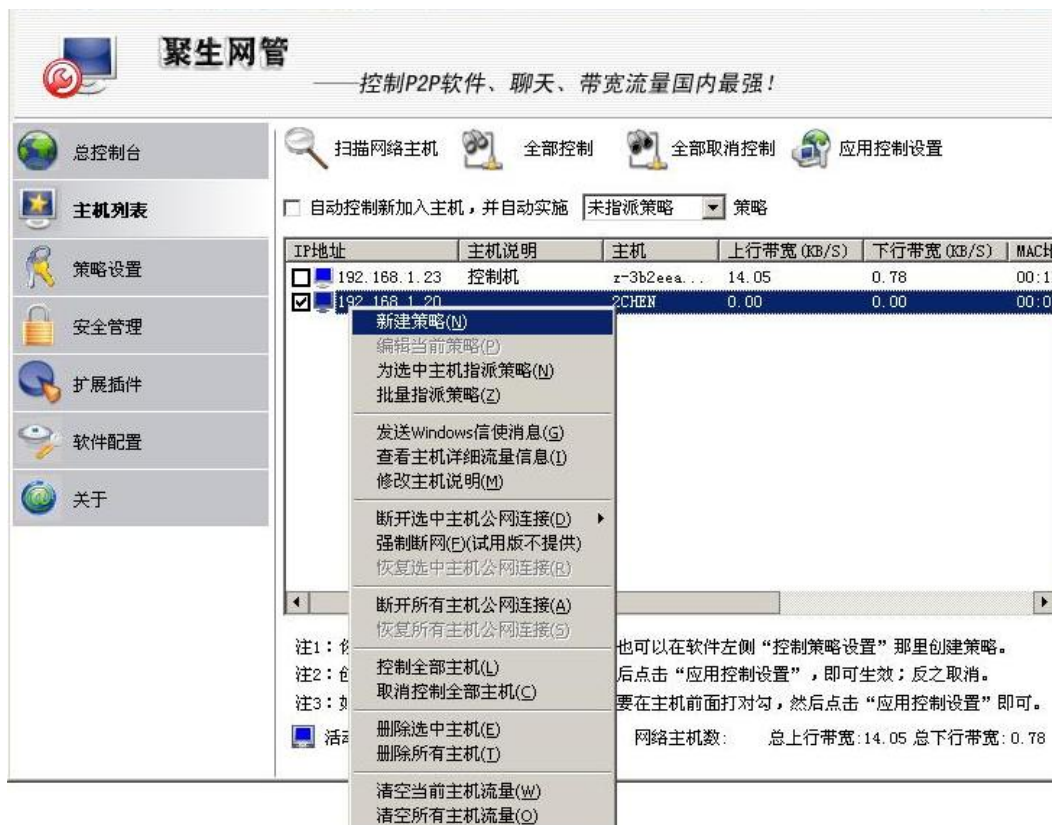 聚生网管
——控制P2P软件、聊天、带宽流量国内最强!
总控制台
主机列表
策略设置
安全管理
扩展插件
软件配置
关于
扫描网络主机 全部控制 全部取消控制 应用控制设置
自动控制新加入主机,并自动实施 未指派策略 策略
IP地址 主机说明 主机 上行带宽(KB/S) 下行带宽(KB/S) MAC
192.168.1.23 控制机 z-3b2eea... 14.05 0.78 00:1
192.168.1.20 2CHEN 0.00 0.00 00:0
新建策略(N)
编辑当前策略(P)
为选中主机指派策略(N)
批量指派策略(Z)
发送Windows信使消息(G)
查看主机详细流量信息(I)
修改主机说明(M)
断开选中主机公网连接(D)
强制断网(F)(试用版不提供)
恢复选中主机公网连接(R)
断开所有主机公网连接(A)
恢复所有主机公网连接(S)
控制全部主机(L)
取消控制全部主机(C)
删除选中主机(E)
删除所有主机(T)
清空当前主机流量(W)
清空所有主机流量(O)
注1: 也可以在软件左侧“控制策略设置”那里创建策略。
注2: 后点击“应用控制设置”,即可生效;反之取消。
注3: 要在主机前面打对勾,然后点击“应用控制设置”即可。
活 网络主机数: 总上行带宽:14.05 总下行带宽:0.78